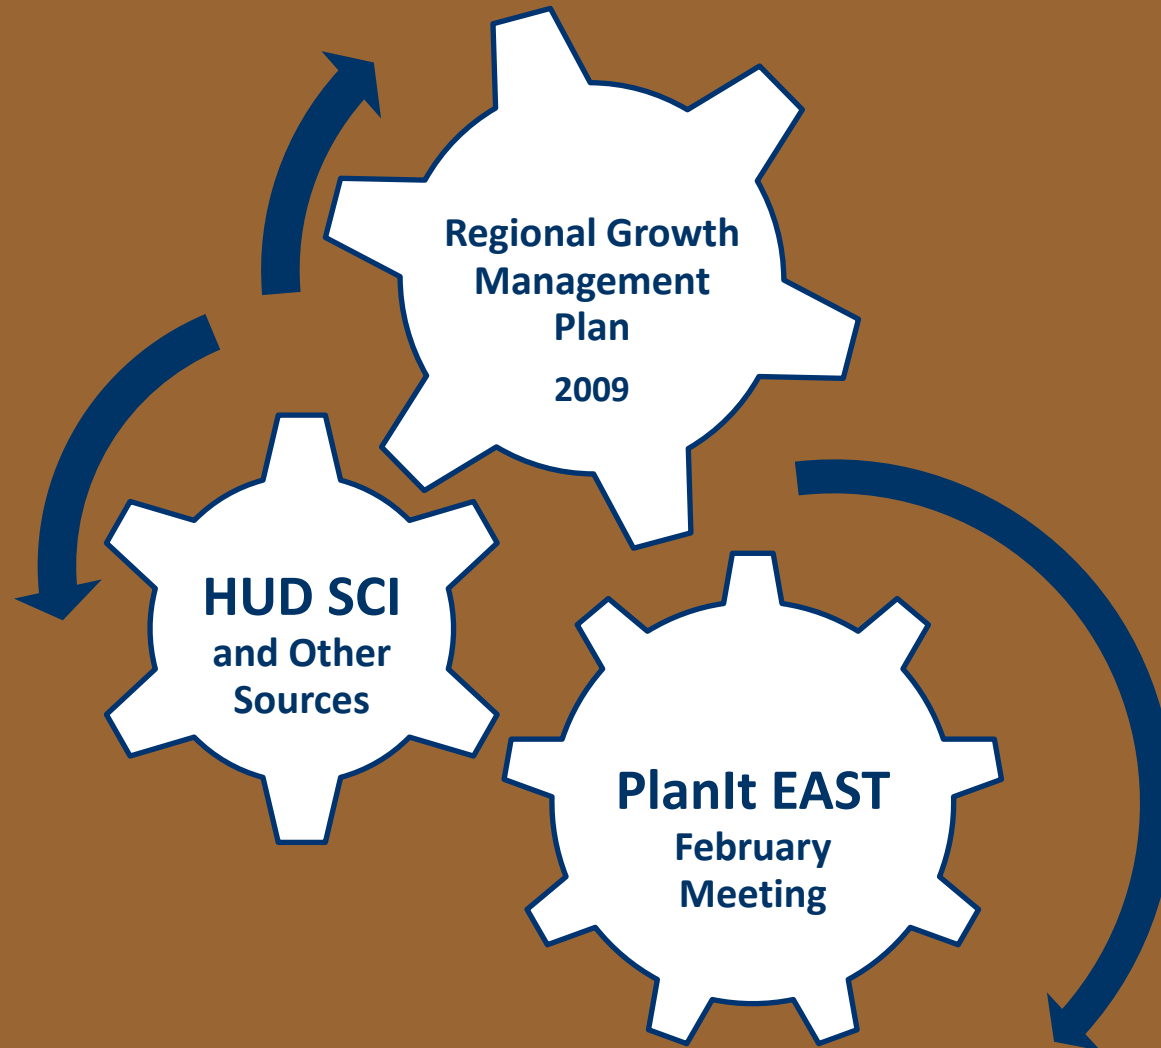 Regional Growth
Management
Plan
2009
HUD SCI
and Other
Sources
PlanIt EAST
February
Meeting